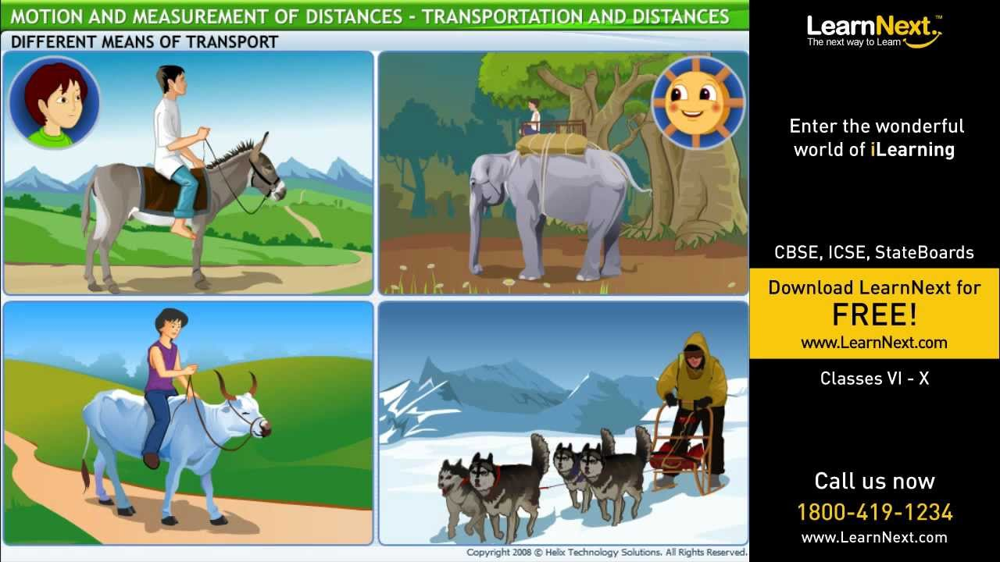 MOTION AND MEASUREMENT OF DISTANCES - TRANSPORTATION AND DISTANCES
DIFFERENT MEANS OF TRANSPORT
Copyright 2008 @ Helix Technology Solutions. All Rights Reserved.
LearnNext.™
The next way to Learn
Enter the wonderful
world of iLearning
CBSE, ICSE, StateBoards
Download LearnNext for
FREE!
www.LearnNext.com
Classes VI - X
Call us now
1800-419-1234
www.LearnNext.com